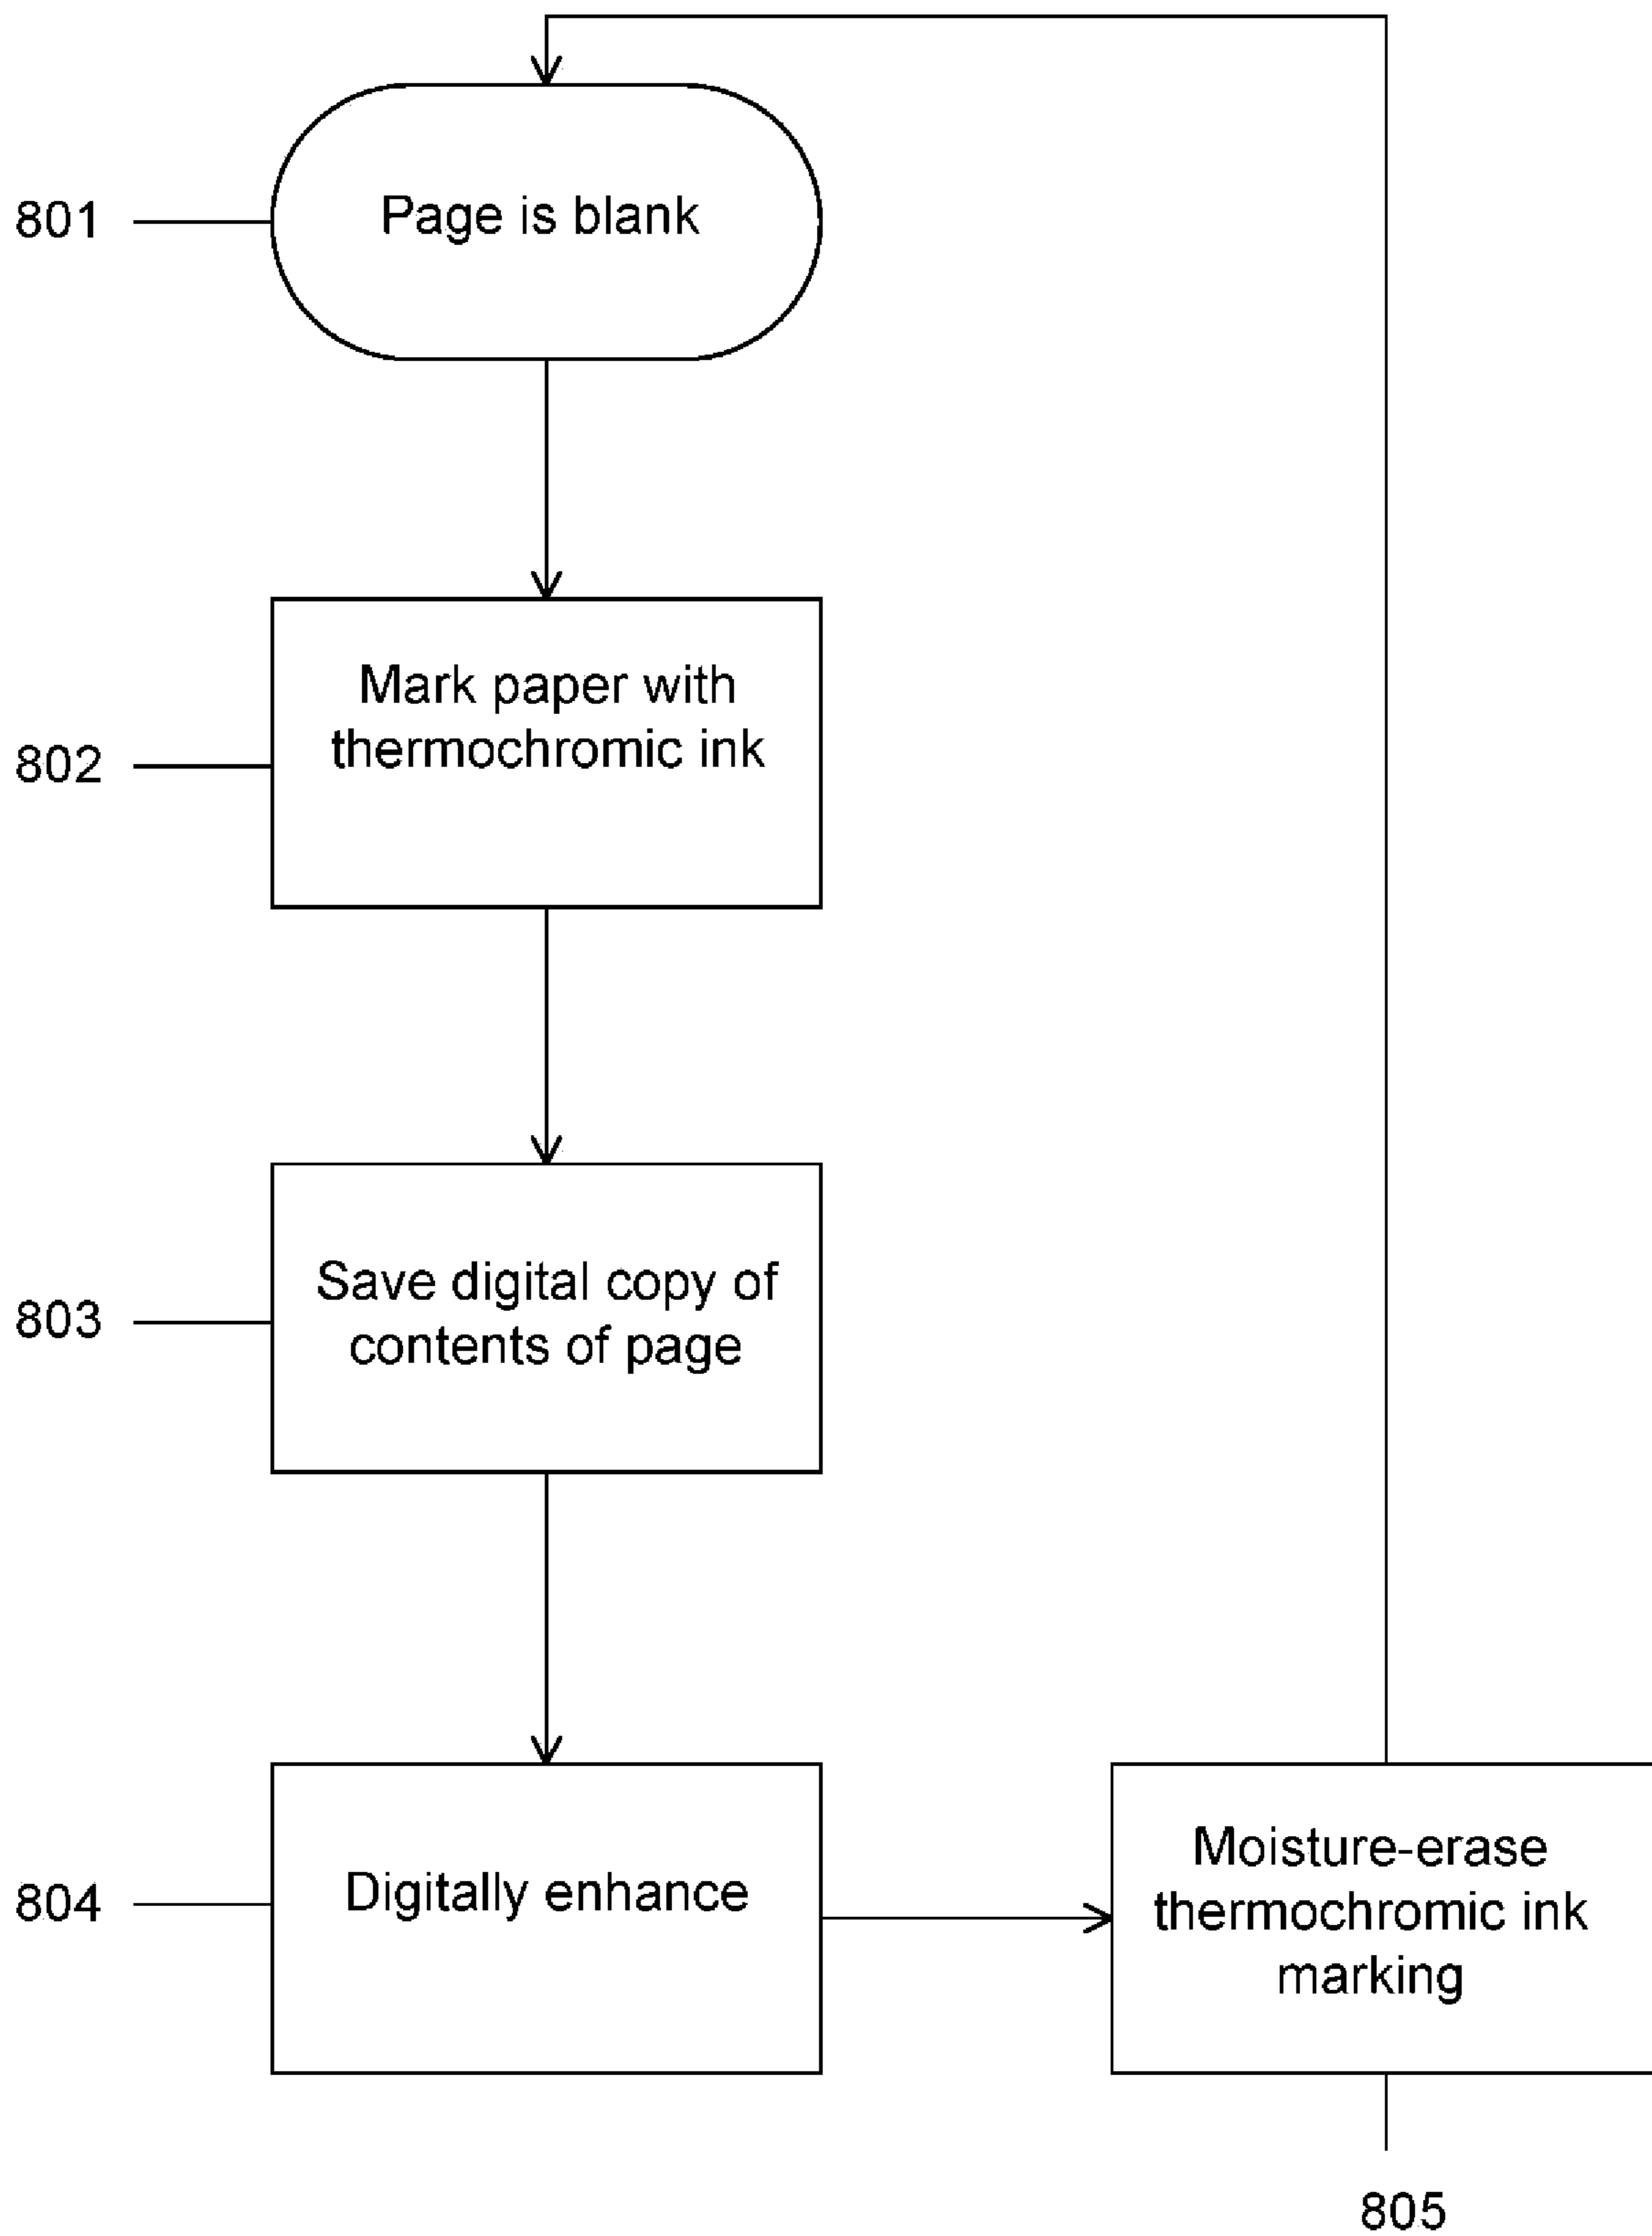 801
Page is blank
802
Mark paper with
thermochromic ink
803
Save digital copy of
contents of page
804
Digitally enhance
Moisture-erase
thermochromic ink
marking
805